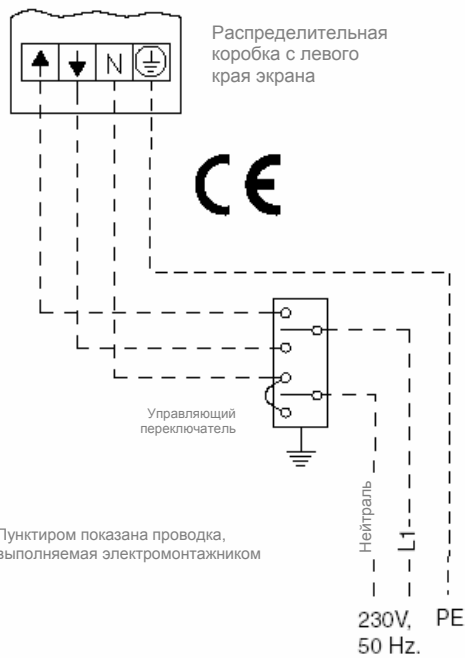 Распределительная
коробка с левого
края экрана
N
CE
Управляющий
переключатель
Пунктиром показана проводка,
выполняемая электромонтажником
Нейтраль
L1
230V,
50 Hz.
PE